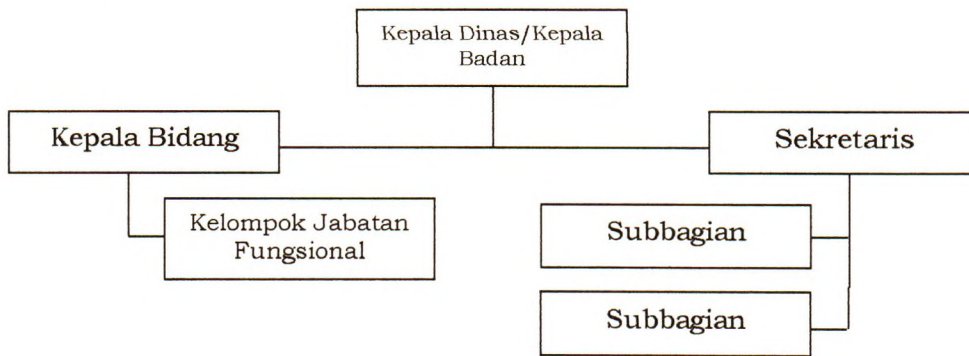 Kepala Dinas/Kepala
Badan
Kepala Bidang
Sekretaris
Kelompok Jabatan
Fungsional
Subbagian
Subbagian